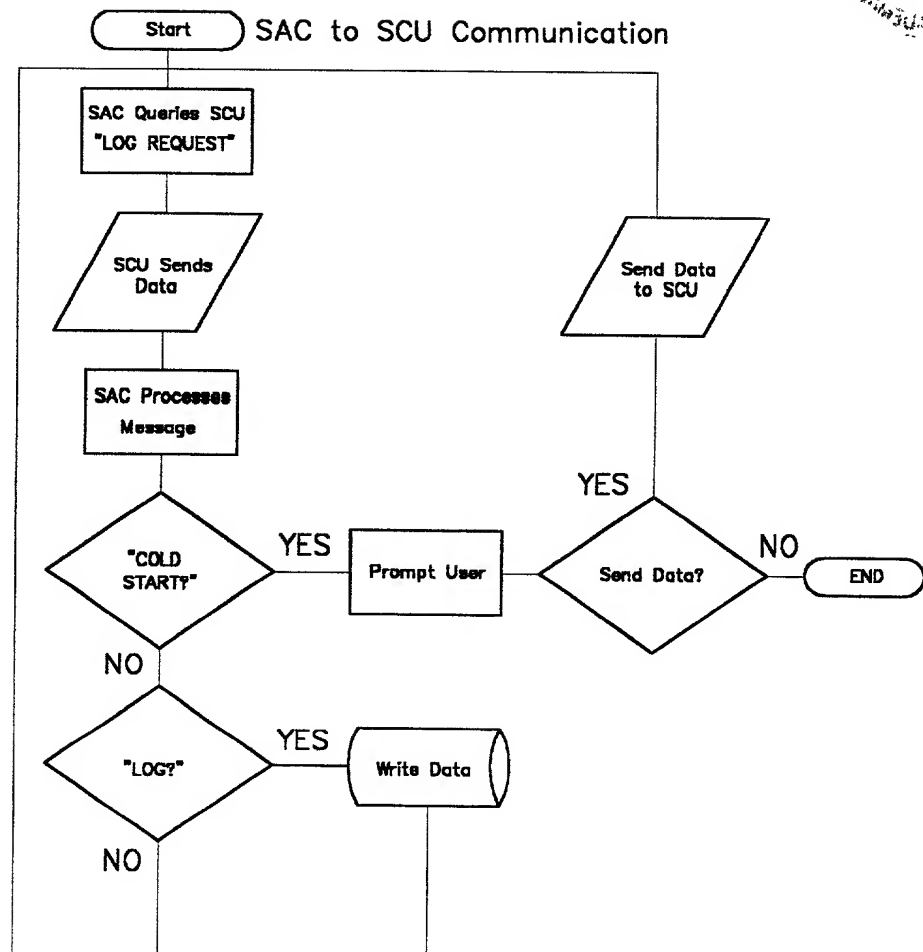 Start
SAC to SCU Communication
SAC Queries SCU
"LOG REQUEST"
SCU Sends
Data
Send Data
to SCU
SAC Processes
Message
"COLD
START?"
YES
Prompt User
YES
Send Data?
NO
END
NO
"LOG?"
YES
Write Data
NO